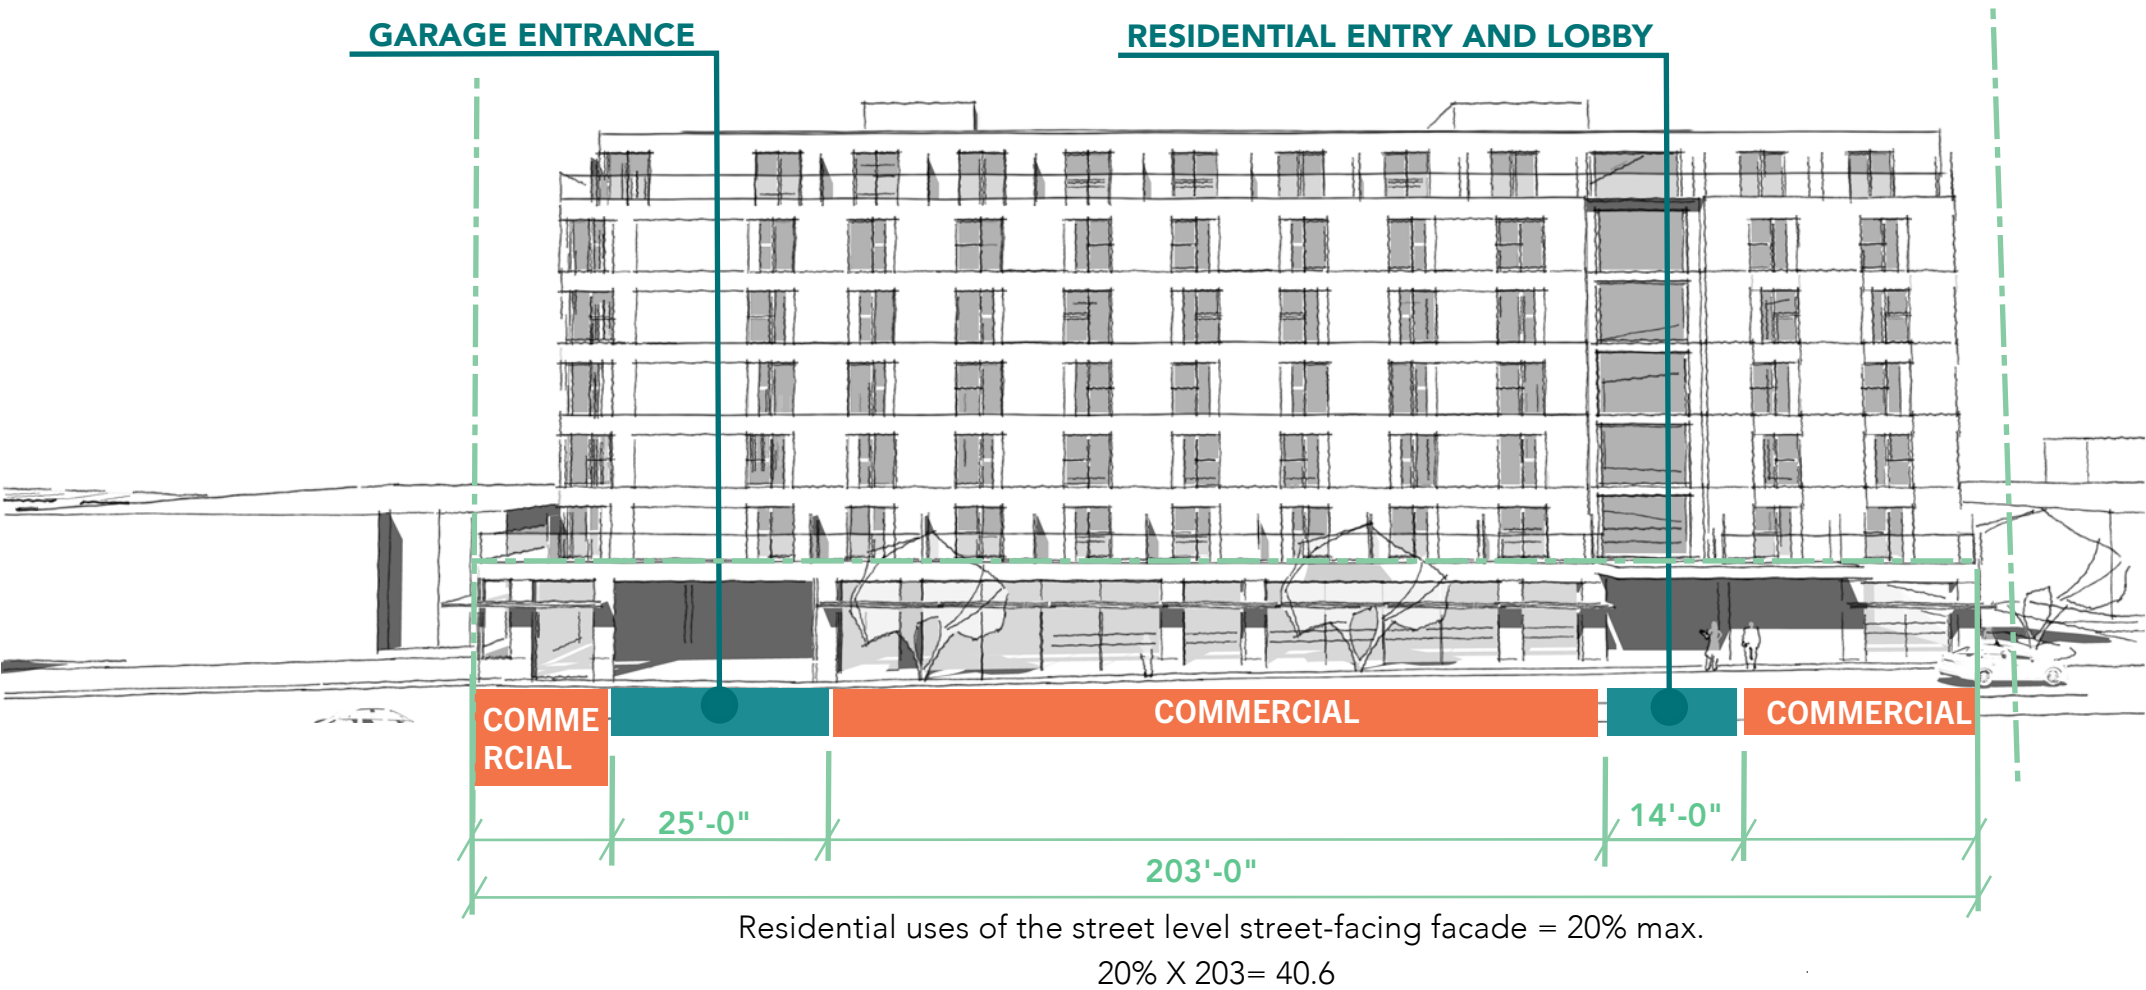 GARAGE ENTRANCE
RESIDENTIAL ENTRY AND LOBBY
COMME
RCIAL
COMMERCIAL
COMMERCIAL
25'-0"
14'-0"
203'-0"
Residential uses of the street level street-facing facade = 20% max.
20% X 203= 40.6